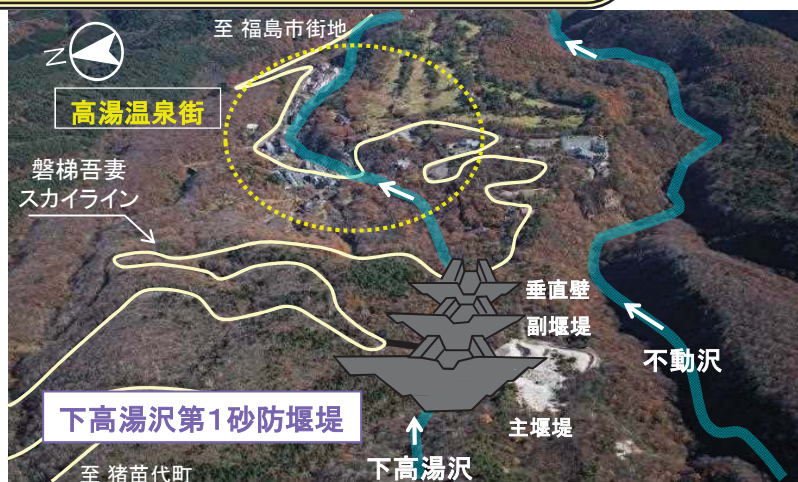 至 福島市街地
N
高湯温泉街
磐梯吾妻
スカイライン
垂直壁
副堰堤
不動沢
下高湯沢第1砂防堰堤
主堰堤
下高湯沢
至 猪苗代町